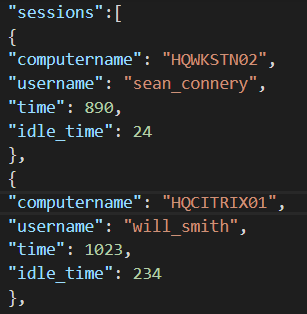 "sessions":[
{
"computername": "HQWKSTN02",
"username": "sean_connery",
"time": 890,
"idle_time": 24
},
{
"computername": "HQCITRIX01",
"username": "will_smith",
"time": 1023,
"idle_time": 234
},